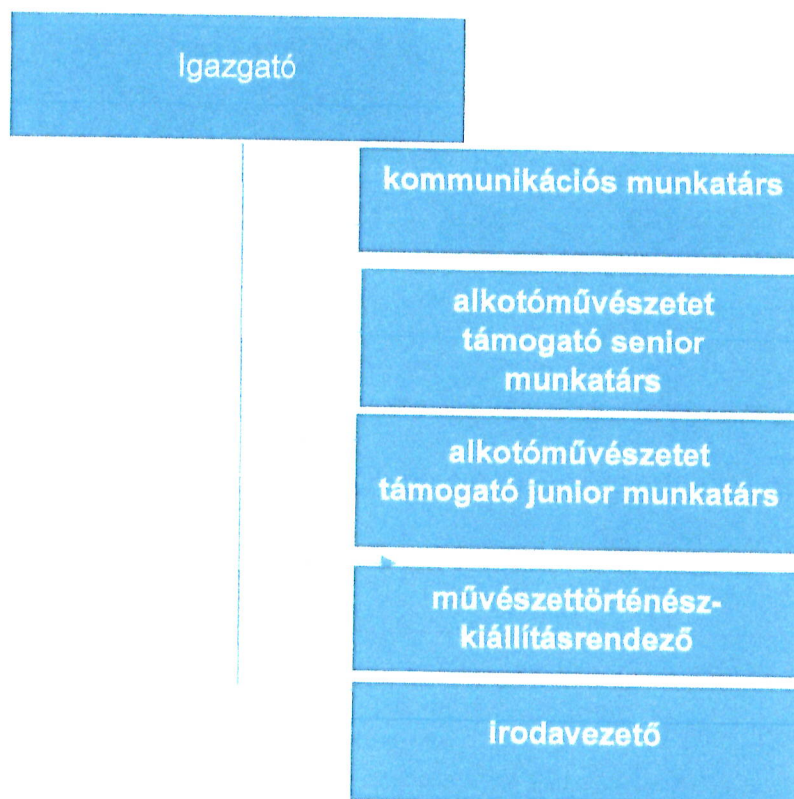 Igazgató
kommunikációs munkatárs
alkotóművészetet
támogató senior
munkatárs
alkotóművészetet
támogató junior munkatárs
művészettörténész-
kiállításrendező
irodavezető